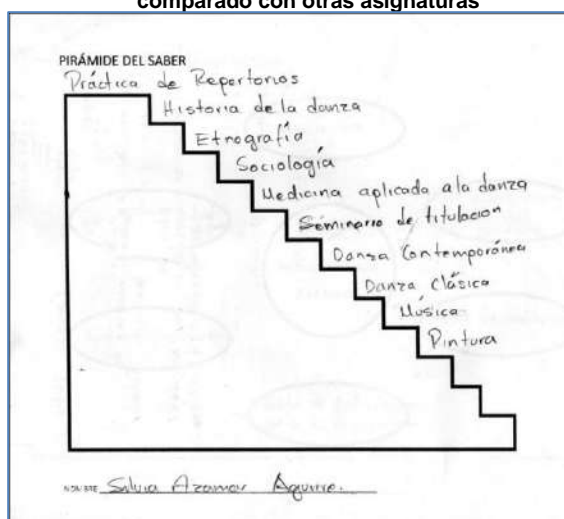 comparado con otras asignaturas
PIRÁMIDE DEL SABER
Práctica de Repertorios
Historia de la danza
Etnografía
Sociología
Medicina aplicada a la danza
Seminario de titulacion
Danza Contemporánea
Danza Clásica
Música
Pintura
NOMBRE Silvia Azamar Aguirre.